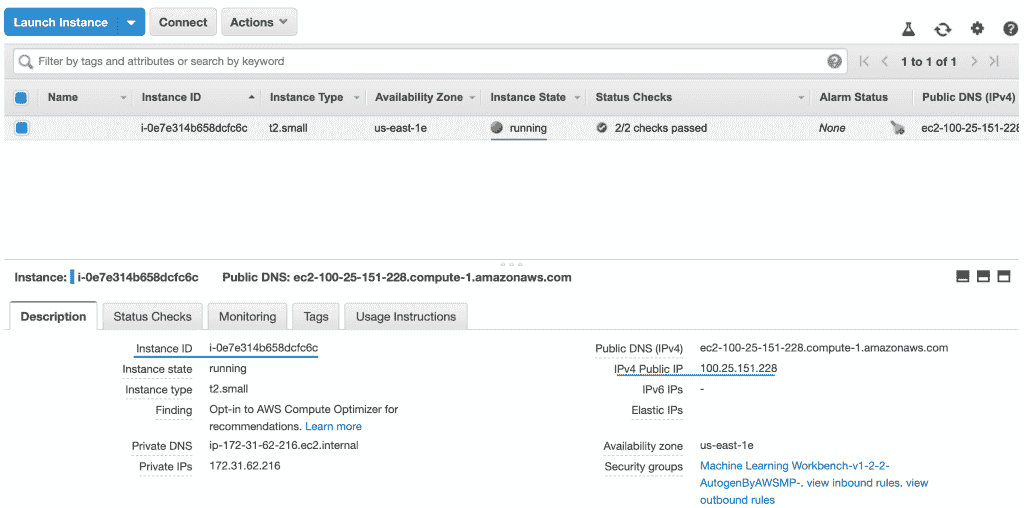 Launch Instance Connect Actions
Filter by tags and attributes or search by keyword 1 to 1 of 1
Name Instance ID Instance Type Availability Zone Instance State Status Checks Alarm Status Public DNS (IPv4)
i-0e7e314b658dcfc6c t2.small us-east-1e running 2/2 checks passed None ec2-100-25-151-228
Instance: i-0e7e314b658dcfc6c Public DNS: ec2-100-25-151-228.compute-1.amazonaws.com
Description Status Checks Monitoring Tags Usage Instructions
Instance ID i-0e7e314b658dcfc6c Public DNS (IPv4) ec2-100-25-151-228.compute-1.amazonaws.com
Instance state running IPv4 Public IP 100.25.151.228
Instance type t2.small IPv6 IPs -
Finding Opt-in to AWS Compute Optimizer for Elastic IPs
recommendations. Learn more
Private DNS ip-172-31-62-216.ec2.internal Availability zone us-east-1e
Private IPs 172.31.62.216 Security groups Machine Learning Workbench-v1-2-2-
AutogenByAWSMP-. view inbound rules. view
outbound rules